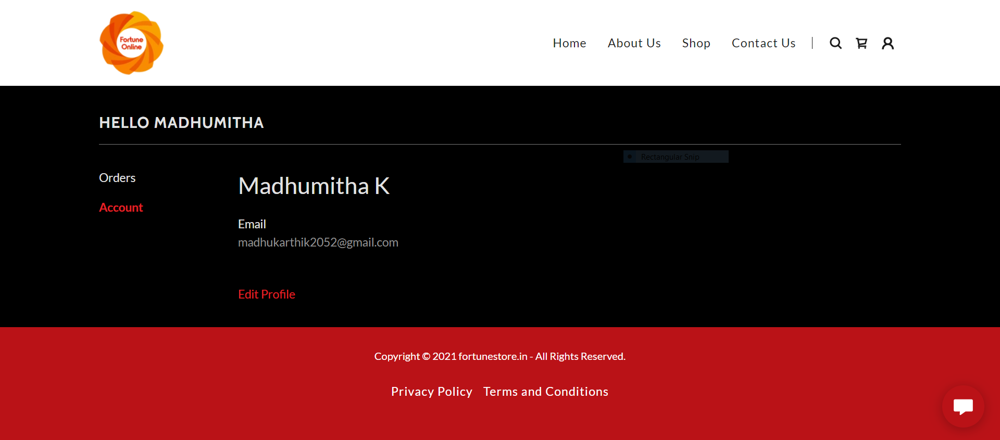 Fortune
Online
Home About Us Shop Contact Us
HELLO MADHUMITHA
Rectangular Snip
Orders
Madhumitha K
Account
Email
madhukarthik2052@gmail.com
Edit Profile
Copyright © 2021 fortunestore.in - All Rights Reserved.
Privacy Policy Terms and Conditions